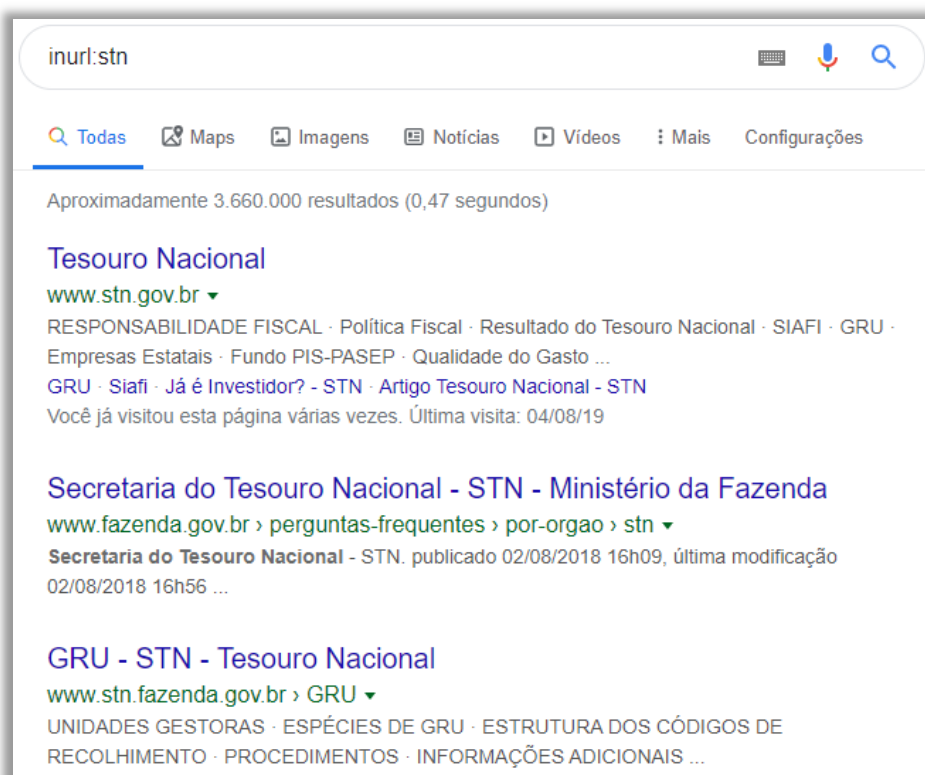 inurl:stn
Todas Maps Imagens Notícias Vídeos Mais Configurações
Aproximadamente 3.660.000 resultados (0,47 segundos)
Tesouro Nacional
www.stn.gov.br
RESPONSABILIDADE FISCAL · Política Fiscal · Resultado do Tesouro Nacional · SIAFI · GRU ·
Empresas Estatais · Fundo PIS-PASEP · Qualidade do Gasto ...
GRU · Siafi · Já é Investidor? - STN · Artigo Tesouro Nacional - STN
Você já visitou esta página várias vezes. Última visita: 04/08/19
Secretaria do Tesouro Nacional - STN - Ministério da Fazenda
www.fazenda.gov.br › perguntas-frequentes › por-orgao › stn
Secretaria do Tesouro Nacional - STN. publicado 02/08/2018 16h09, última modificação
02/08/2018 16h56 ...
GRU - STN - Tesouro Nacional
www.stn.fazenda.gov.br › GRU
UNIDADES GESTORAS · ESPÉCIES DE GRU · ESTRUTURA DOS CÓDIGOS DE
RECOLHIMENTO · PROCEDIMENTOS · INFORMAÇÕES ADICIONAIS ...